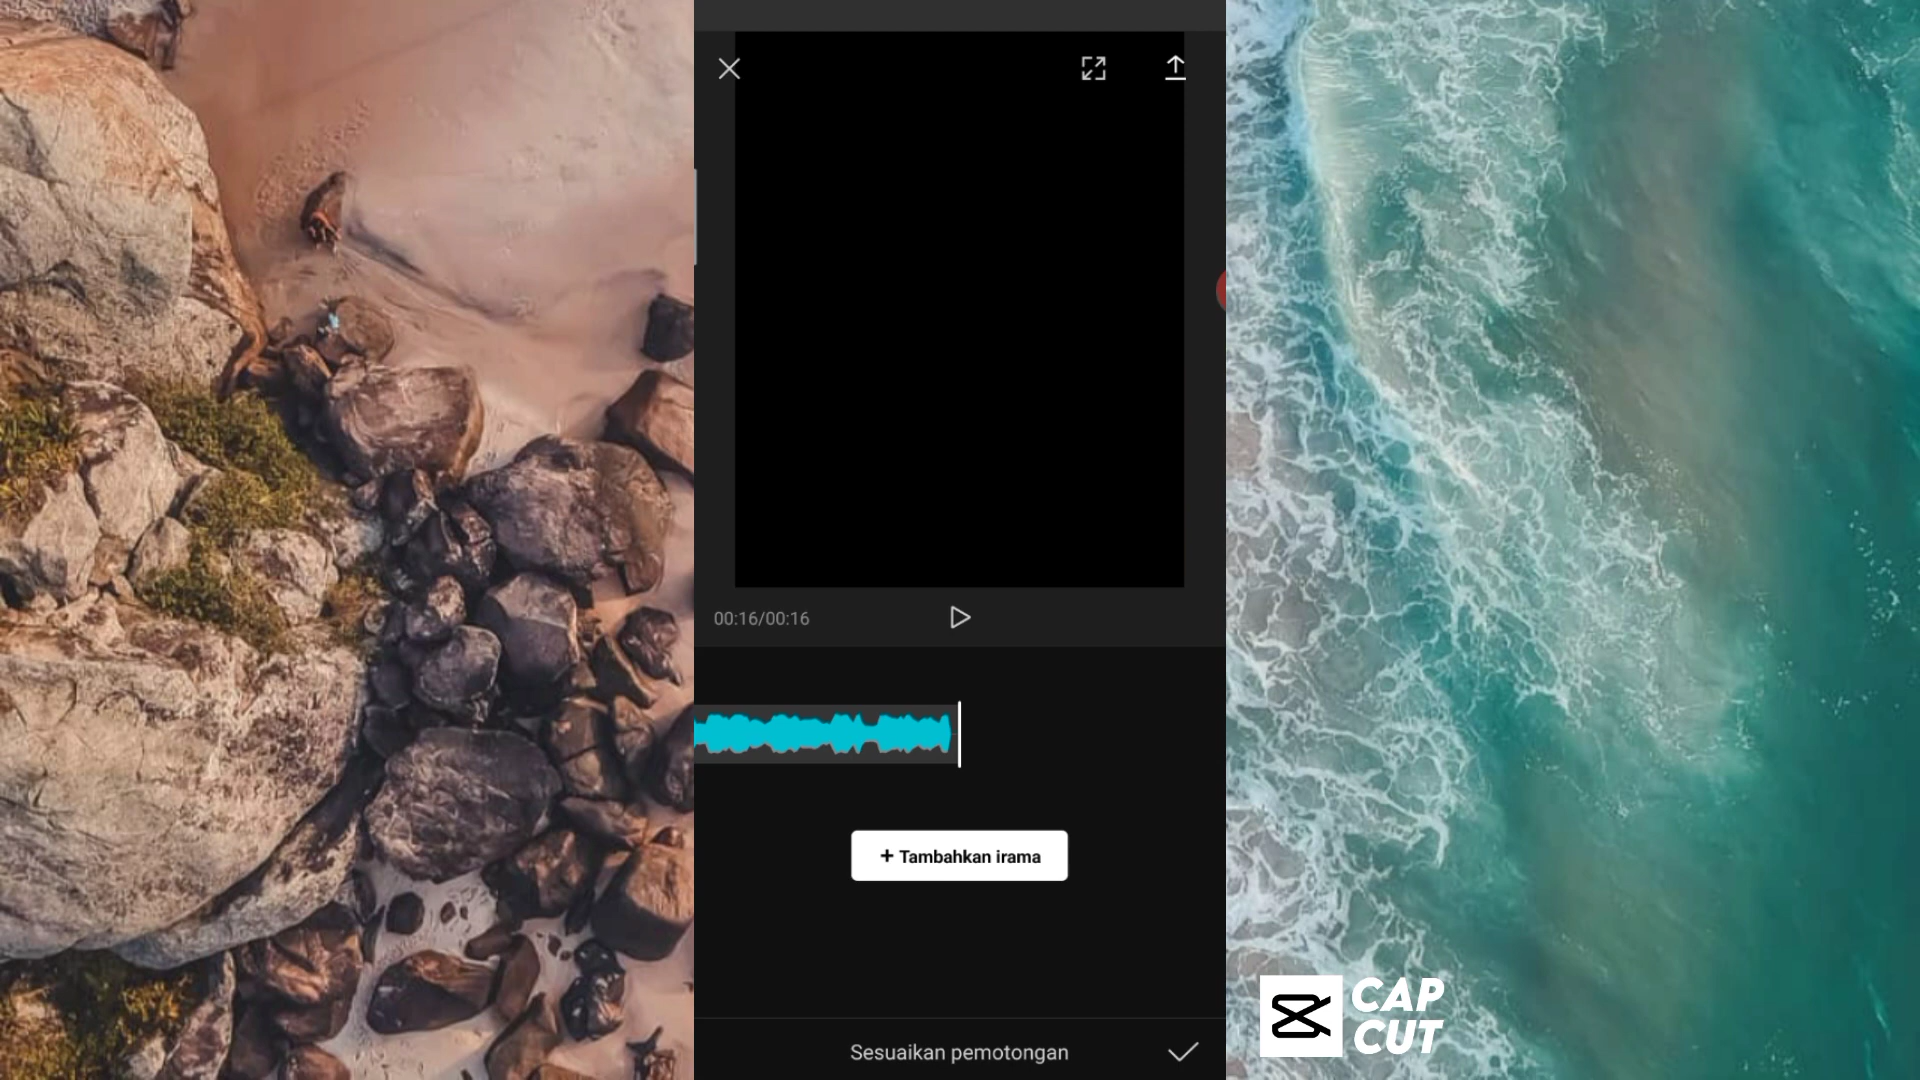 00:16/00:16
+ Tambahkan irama
Sesuaikan pemotongan
CAP
CUT